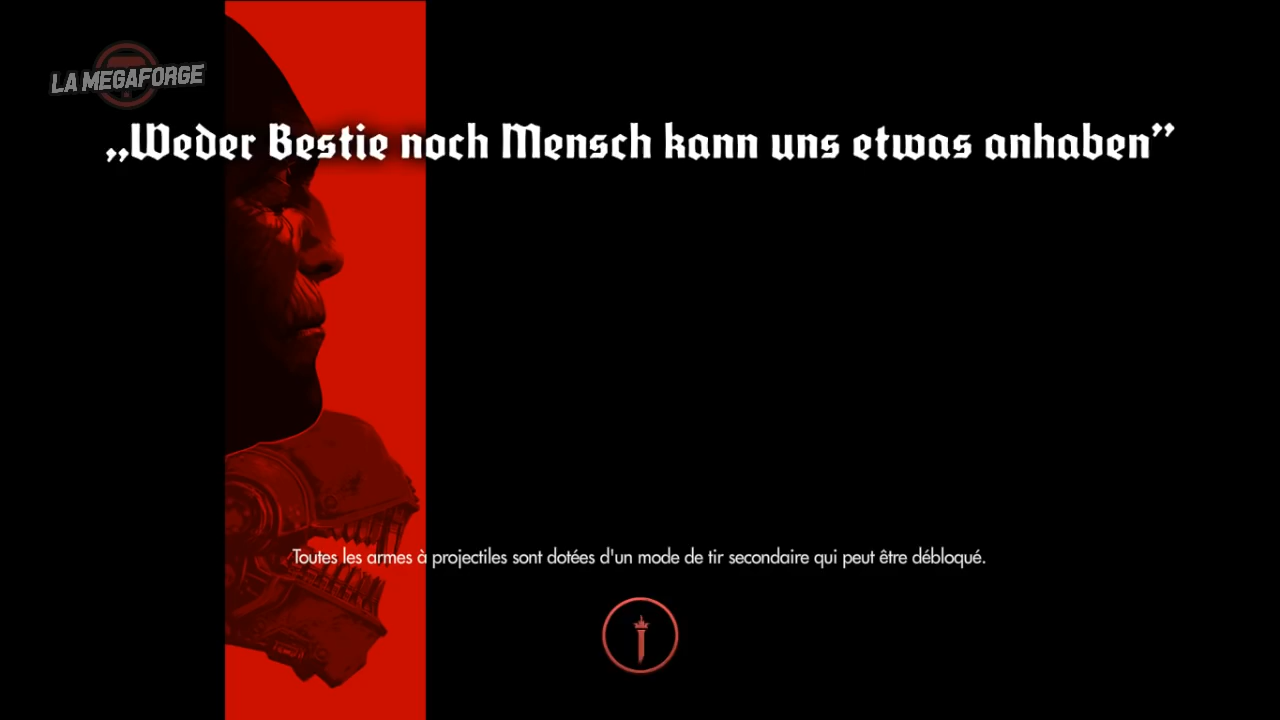 LA MEGAFORGE
„Weder Bestie noch Mensch kann uns etwas anhaben”
Toutes les armes à projectiles sont dotées d'un mode de tir secondaire qui peut être débloqué.